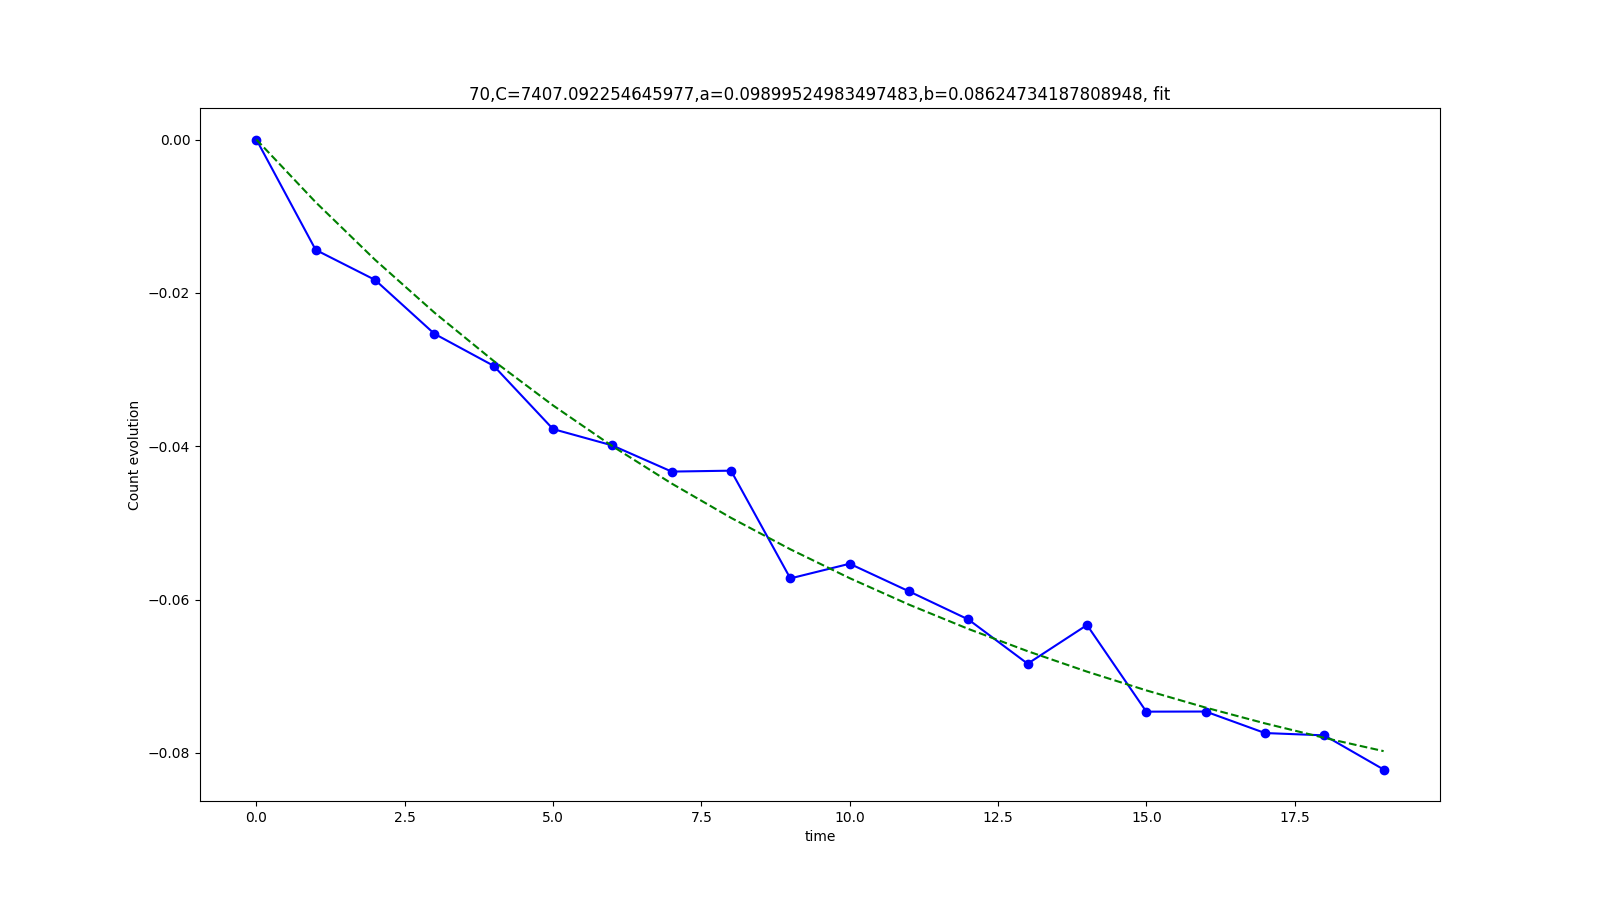 70,C=7407.092254645977,a=0.09899524983497483,b=0.08624734187808948, fit
0.00
−0.02
−0.04
−0.06
−0.08
Count evolution
0.0 2.5 5.0 7.5 10.0 12.5 15.0 17.5
time